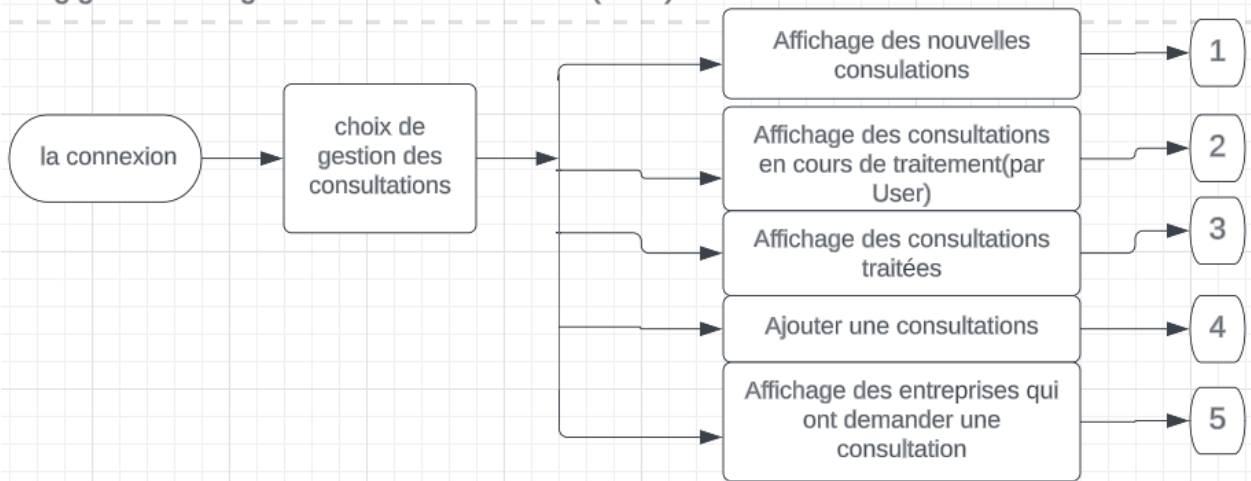 la connexion
choix de
gestion des
consultations
Affichage des nouvelles
consulations
1
Affichage des consultations
en cours de traitement(par
User)
2
Affichage des consultations
traitées
3
Ajouter une consultations
4
Affichage des entreprises qui
ont demander une
consultation
5